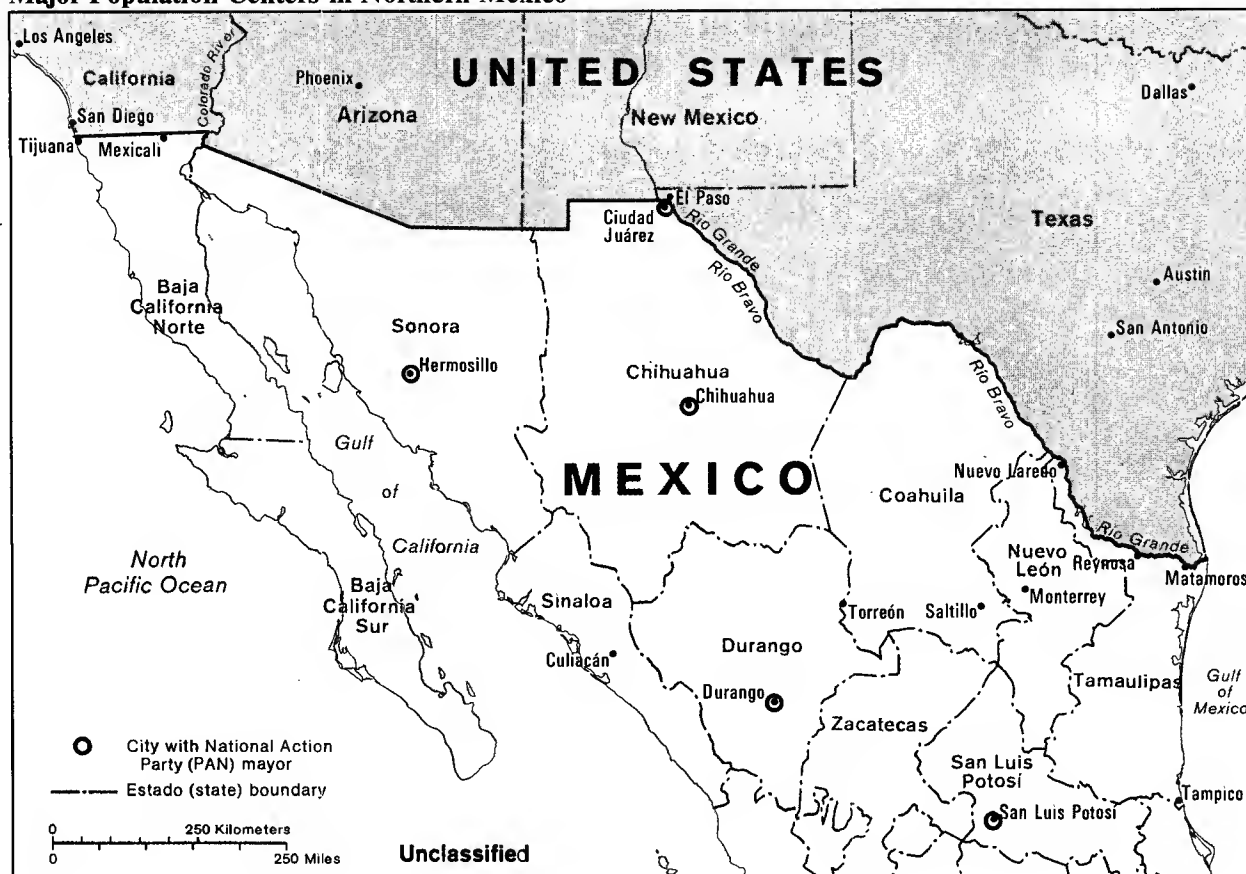 Major Population Centers in Northern Mexico
Los Angeles
California
Colorado River
San Diego
Tijuana
Mexicali
Phoenix
Arizona
UNITED STATES
New Mexico
Dallas
El Paso
Ciudad
Juárez
Rio Grande
Rio Bravo
Texas
Austin
San Antonio
Baja
California
Norte
Sonora
Hermosillo
Chihuahua
Chihuahua
Gulf
of
California
MEXICO
Coahuila
Rio Bravo
Nuevo Laredo
Rio Grande
Nuevo
León
Reynosa
Matamoros
Monterrey
North
Pacific Ocean
Baja
California
Sur
Sinaloa
Culiacán
Torreón
Saltillo
Durango
Durango
Zacatecas
Tamaulipas
Gulf
of
Mexico
San Luis
Potosí
San Luis Potosí
Tampico
City with National Action
Party (PAN) mayor
Estado (state) boundary
0 250 Kilometers
0 250 Miles
Unclassified